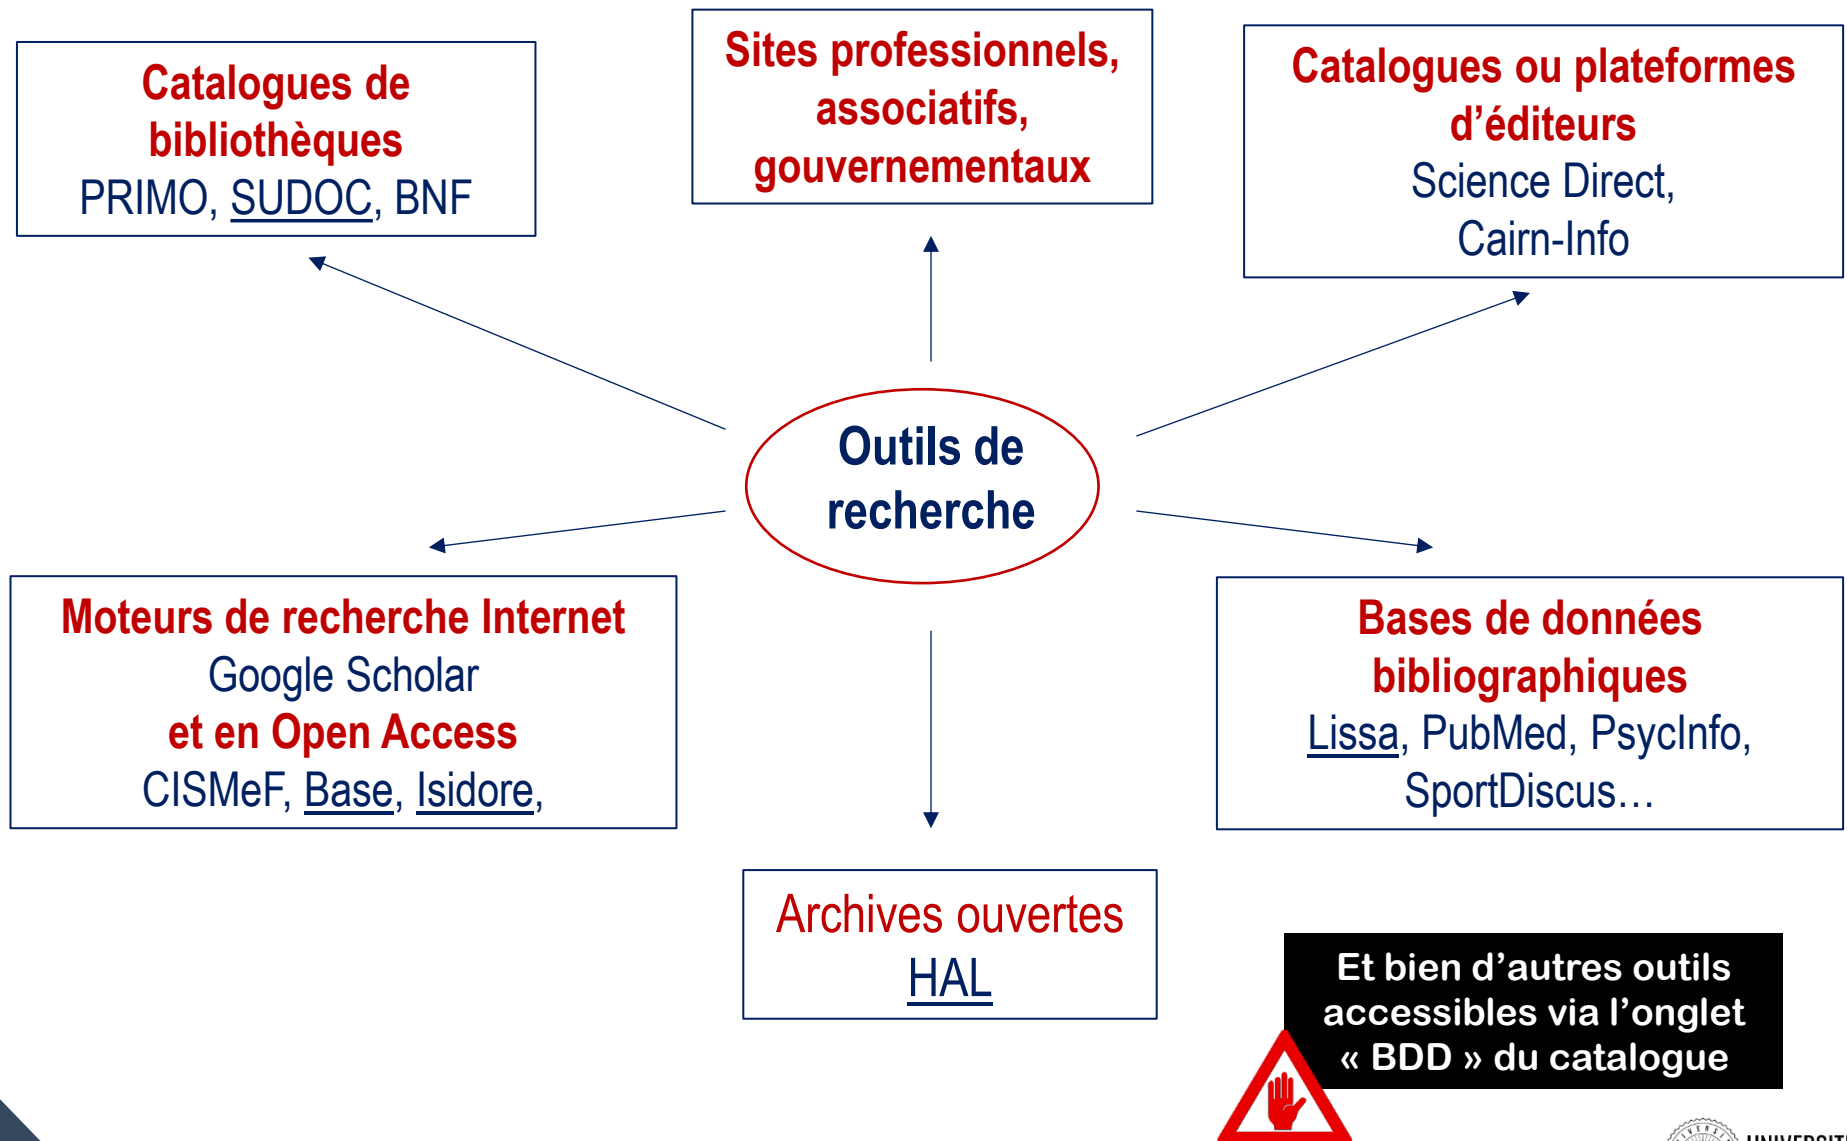 Catalogues de
bibliothèques
PRIMO, SUDOC, BNF
Sites professionnels,
associatifs,
gouvernementaux
Catalogues ou plateformes
d’éditeurs
Science Direct,
Cairn-Info
Outils de
recherche
Moteurs de recherche Internet
Google Scholar
et en Open Access
CISMeF, Base, Isidore,
Bases de données
bibliographiques
Lissa, PubMed, PsycInfo,
SportDiscus…
Archives ouvertes
HAL
Et bien d’autres outils
accessibles via l’onglet
« BDD » du catalogue